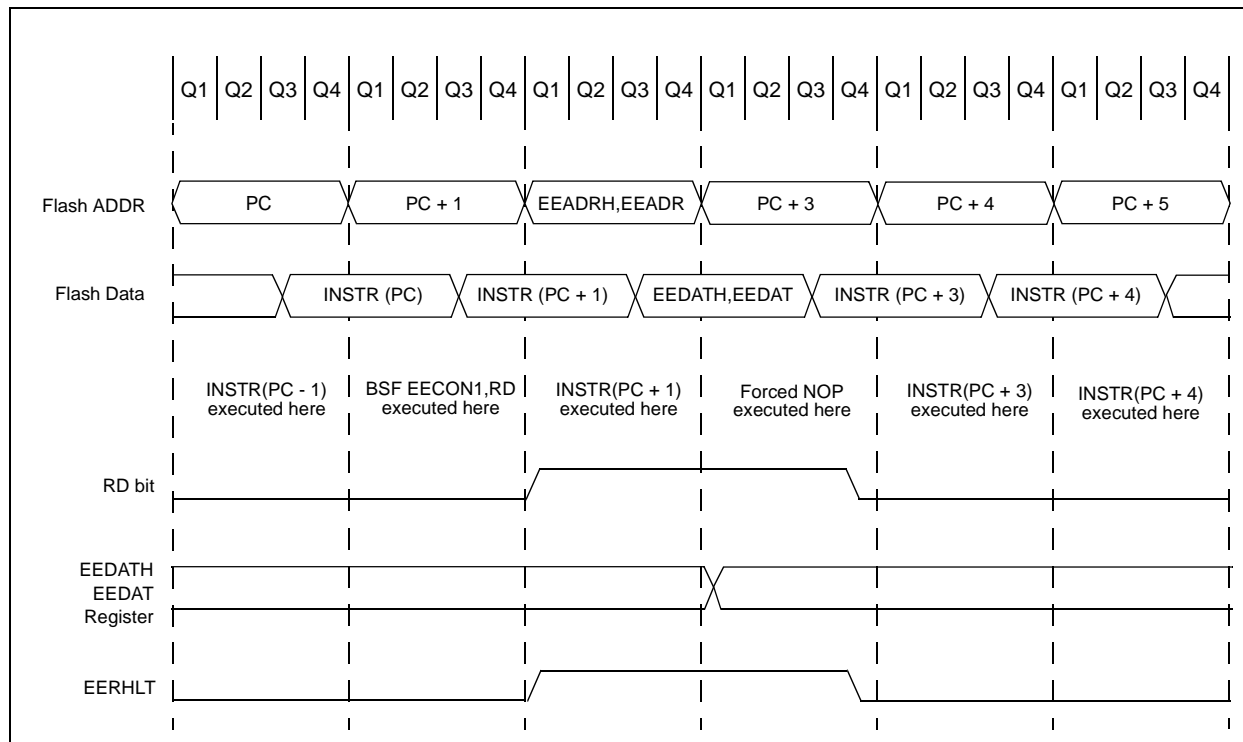 Q1 Q2 Q3 Q4 Q1 Q2 Q3 Q4 Q1 Q2 Q3 Q4 Q1 Q2 Q3 Q4 Q1 Q2 Q3 Q4 Q1 Q2 Q3 Q4
Flash ADDR PC PC + 1 EEADRH,EEADR PC + 3 PC + 4 PC + 5
Flash Data INSTR (PC) INSTR (PC + 1) EEDATH,EEDAT INSTR (PC + 3) INSTR (PC + 4)
INSTR(PC - 1) BSF EECON1,RD INSTR(PC + 1) Forced NOP INSTR(PC + 3) INSTR(PC + 4)
executed here executed here executed here executed here executed here executed here
RD bit
EEDATH
EEDAT
Register
EERHLT